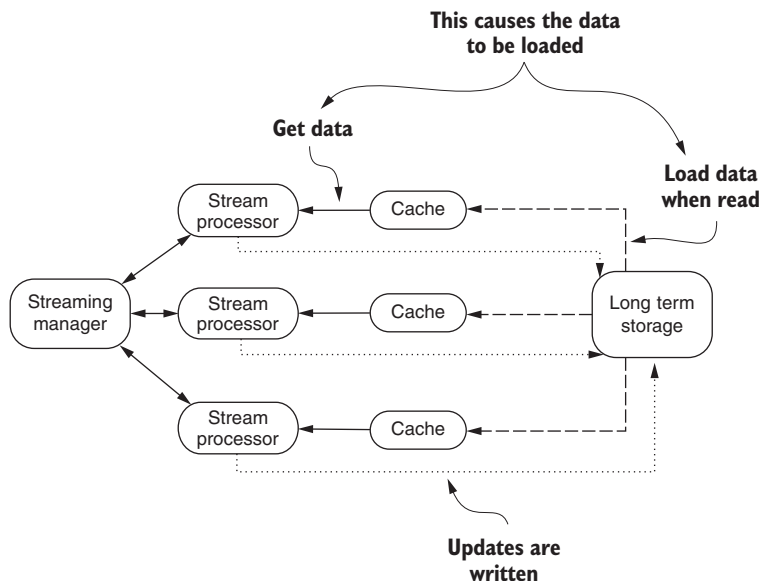 This causes the data
to be loaded
Get data
Load data
when read
Stream
processor
Cache
Streaming
manager
Stream
processor
Cache
Long term
storage
Stream
processor
Cache
Updates are
written